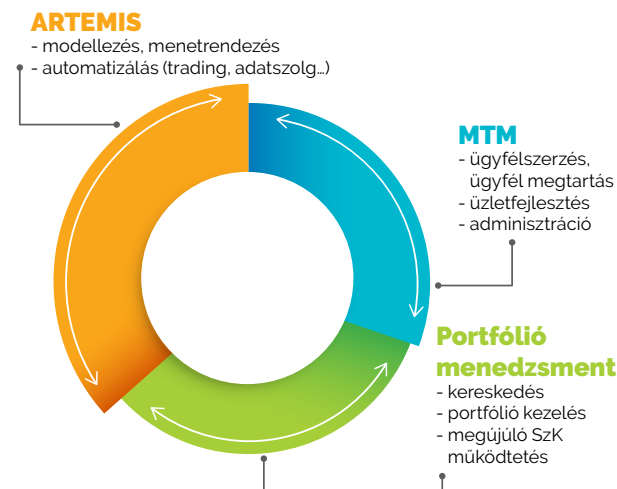 ARTEMIS
- modellezés, menetrendezés
- automatizálás (trading, adatszolg...)
MTM
- ügyfélszerzés,
ügyfél megtartás
- üzletfejlesztés
- adminisztráció
Portfólió
menedzsment
- kereskedés
- portfólió kezelés
- megújúló SzK
működtetés